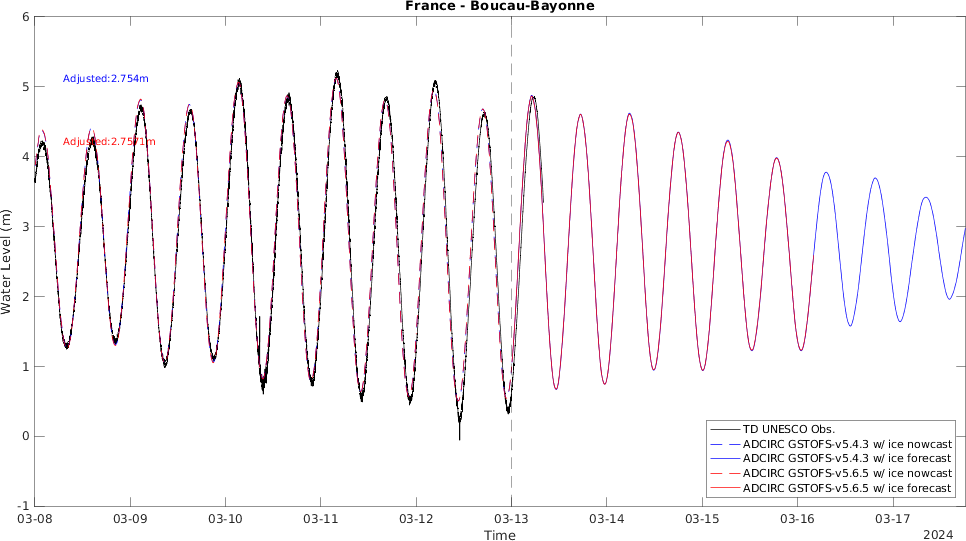 France - Boucau-Bayonne
6
5
4
3
2
1
0
-1
Water Level (m)
Adjusted:2.754m
Adjusted:2.7571m
TD UNESCO Obs.
ADCIRC GSTOFS-v5.4.3 w/ ice nowcast
ADCIRC GSTOFS-v5.4.3 w/ ice forecast
ADCIRC GSTOFS-v5.6.5 w/ ice nowcast
ADCIRC GSTOFS-v5.6.5 w/ ice forecast
03-08 03-09 03-10 03-11 03-12 03-13 03-14 03-15 03-16 03-17
Time
2024